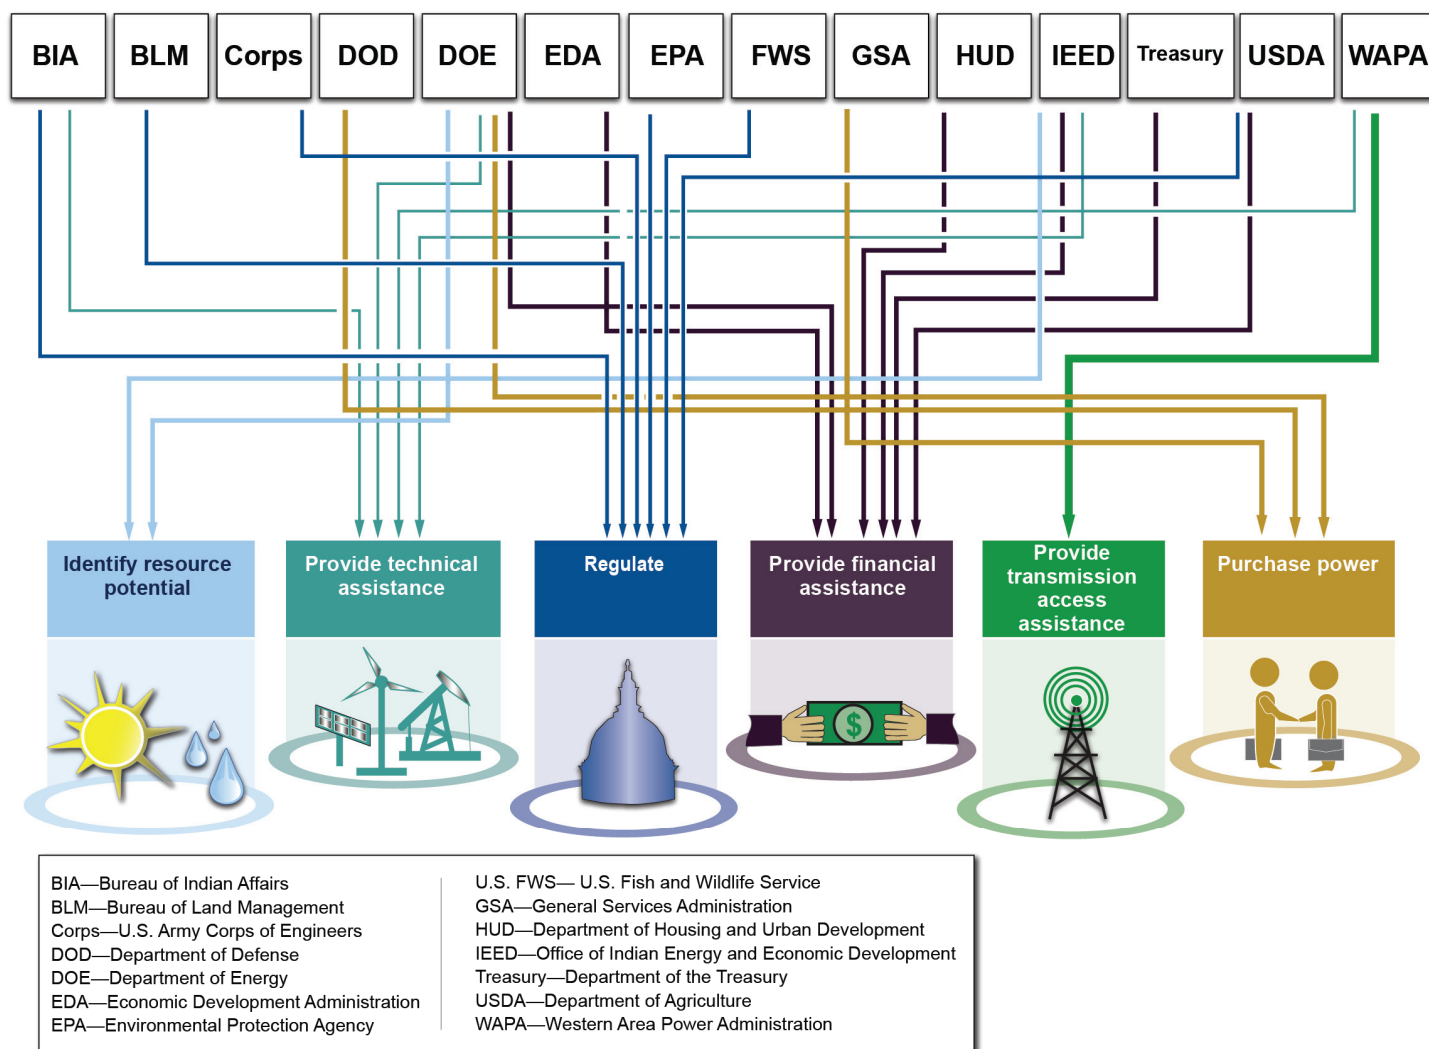 BIA
BLM
Corps
DOD
DOE
EDA
EPA
FWS
GSA
HUD
IEED
Treasury
USDA
WAPA
Identify resource
potential
Provide technical
assistance
Regulate
Provide financial
assistance
Provide
transmission
access
assistance
Purchase power
$
BIA—Bureau of Indian Affairs
BLM—Bureau of Land Management
Corps—U.S. Army Corps of Engineers
DOD—Department of Defense
DOE—Department of Energy
EDA—Economic Development Administration
EPA—Environmental Protection Agency
U.S. FWS— U.S. Fish and Wildlife Service
GSA—General Services Administration
HUD—Department of Housing and Urban Development
IEED—Office of Indian Energy and Economic Development
Treasury—Department of the Treasury
USDA—Department of Agriculture
WAPA—Western Area Power Administration